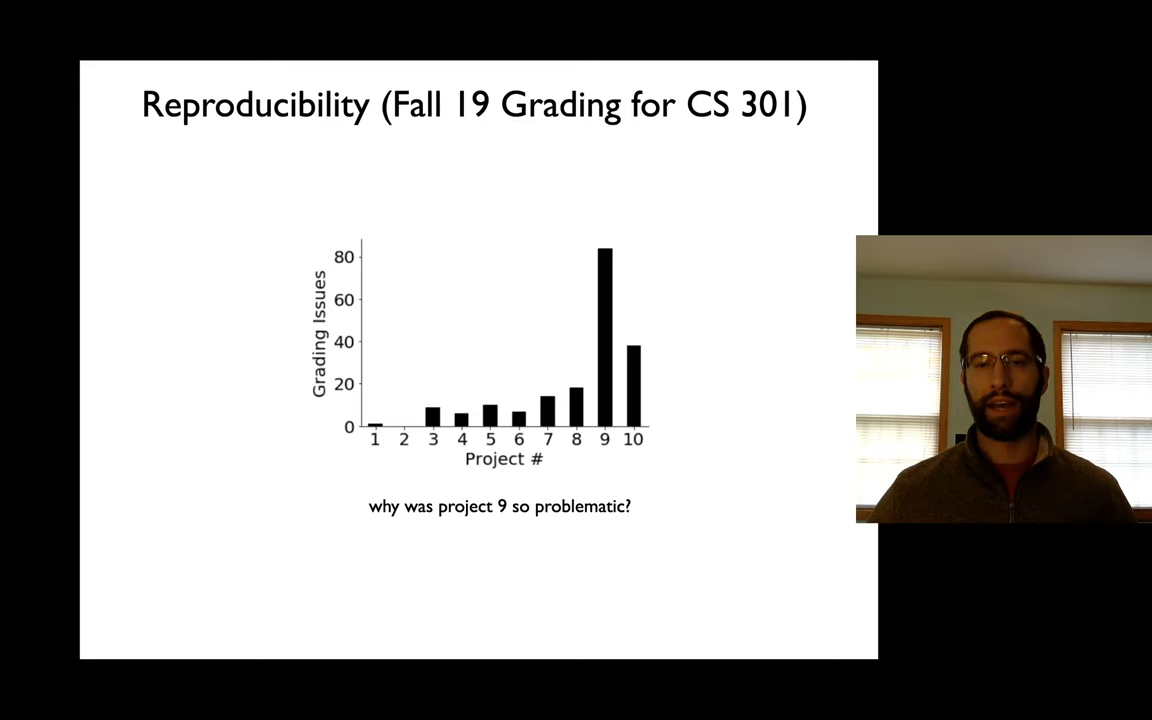 Reproducibility (Fall 19 Grading for CS 301)
80
60
40
20
0
Grading Issues
1 2 3 4 5 6 7 8 9 10
Project #
why was project 9 so problematic?